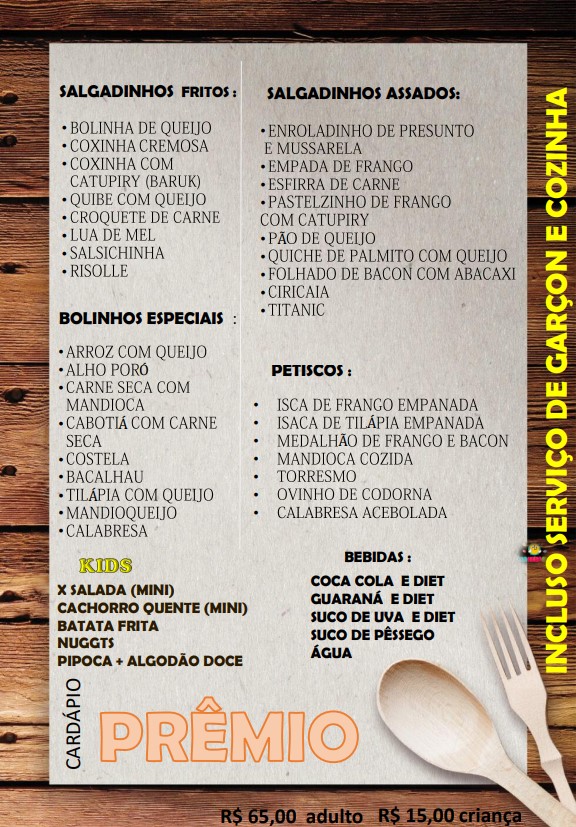 SALGADINHOS FRITOS :
• BOLINHA DE QUEIJO
• COXINHA CREMOSA
• COXINHA COM
CATUPIRY (BARUK)
• QUIBE COM QUEIJO
• CROQUETE DE CARNE
• LUA DE MEL
• SALSICHINHA
• RISOLLE
BOLINHOS ESPECIAIS :
• ARROZ COM QUEIJO
• ALHO PORÓ
• CARNE SECA COM
MANDIOCA
• CABOTIÁ COM CARNE
SECA
• COSTELA
• BACALHAU
• TILÁPIA COM QUEIJO
• MANDIOQUEIJO
• CALABRESA
KIDS
X SALADA (MINI)
CACHORRO QUENTE (MINI)
BATATA FRITA
NUGGTS
PIPOCA + ALGODÃO DOCE
SALGADINHOS ASSADOS:
• ENROLADINHO DE PRESUNTO
E MUSSARELA
• EMPADA DE FRANGO
• ESFIRRA DE CARNE
• PASTELZINHO DE FRANGO
COM CATUPIRY
• PÃO DE QUEIJO
• QUICHE DE PALMITO COM QUEIJO
• FOLHADO DE BACON COM ABACAXI
• CIRICAIA
• TITANIC
PETISCOS :
• ISCA DE FRANGO EMPANADA
• ISACA DE TILÁPIA EMPANADA
• MEDALHÃO DE FRANGO E BACON
• MANDIOCA COZIDA
• TORRESMO
• OVINHO DE CODORNA
• CALABRESA ACEBOLADA
BEBIDAS :
COCA COLA E DIET
GUARANÁ E DIET
SUCO DE UVA E DIET
SUCO DE PÊSSEGO
ÁGUA
INCLUSO SERVIÇO DE GARÇON E COZINHA
CARDÁPIO
PRÊMIO
R$ 65,00 adulto R$ 15,00 criança